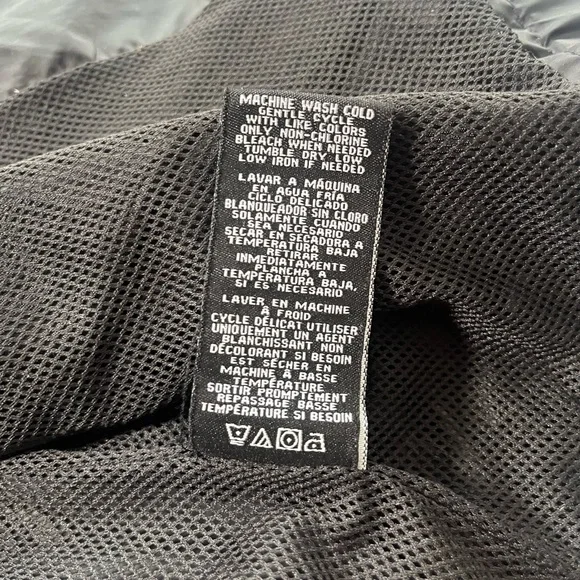 MACHINE WASH COLD
GENTLE CYCLE
WITH LIKE COLORS
ONLY NON-CHLORINE
BLEACH WHEN NEEDED
TUMBLE DRY LOW
LOW IRON IF NEEDED
LAVAR A MÁQUINA
EN AGUA FRÍA
CICLO DELICADO
BLANQUEADOR SIN CLORO
SOLAMENTE CUANDO
SEA NECESARIO
SECAR EN SECADORA A
TEMPERATURA BAJA
RETIRAR
INMEDIATAMENTE
PLANCHA A
TEMPERATURA BAJA,
SI ES NECESARIO
LAVER EN MACHINE
À FROID
CYCLE DÉLICAT UTILISER
UNIQUEMENT UN AGENT
BLANCHISSANT NON
DÉCOLORANT SI BESOIN
EST SÉCHER EN
MACHINE À BASSE
TEMPÉRATURE
SORTIR PROMPTEMENT
REPASSAGE BASSE
TEMPÉRATURE SI BESOIN